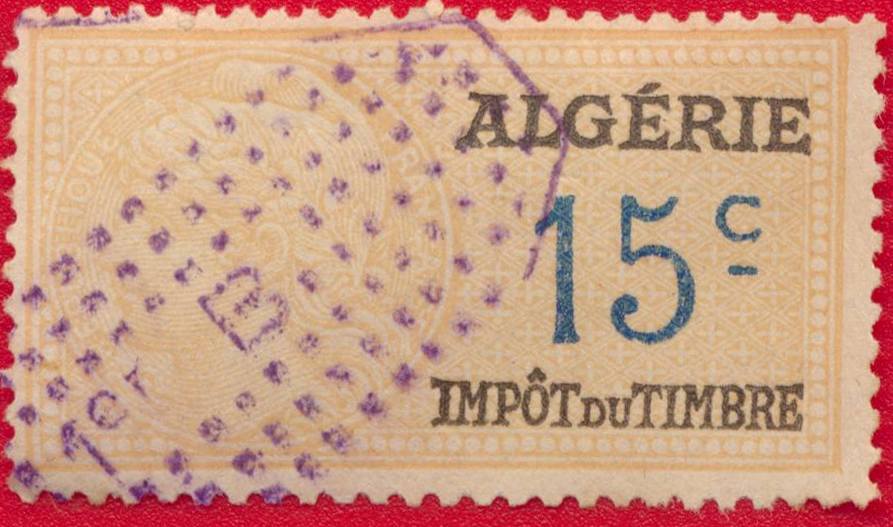 ALGÉRIE
15c
IMPÔT DU TIMBRE
B